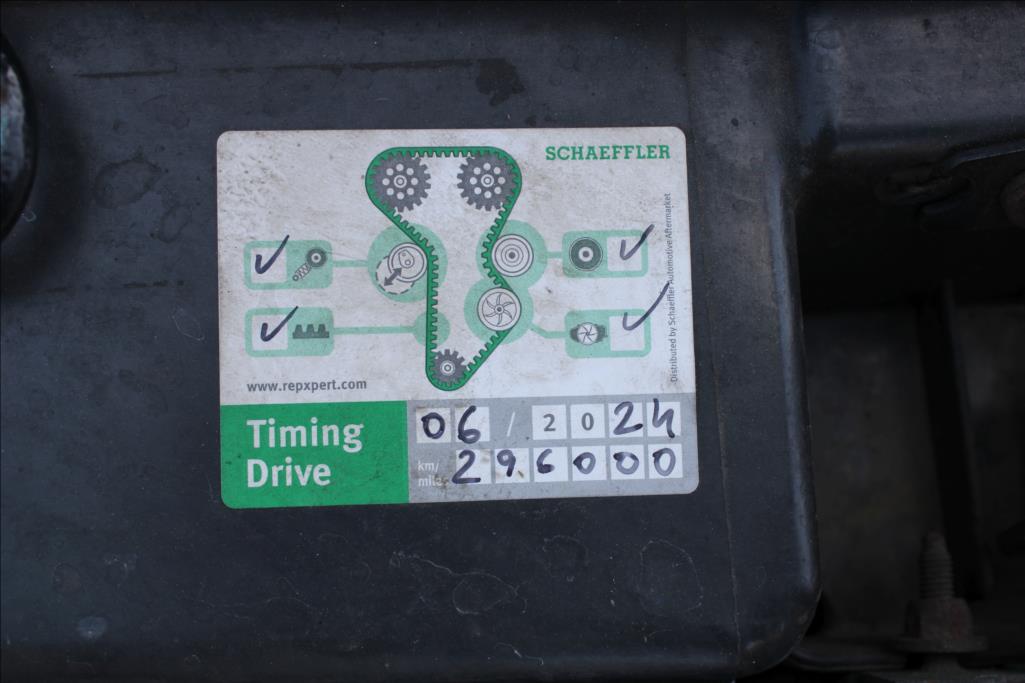 SCHAEFFLER
Distributed by Schaeffler Automotive Aftermarket
www.repxpert.com
Timing
Drive
06 / 2024
km/
miles
296000